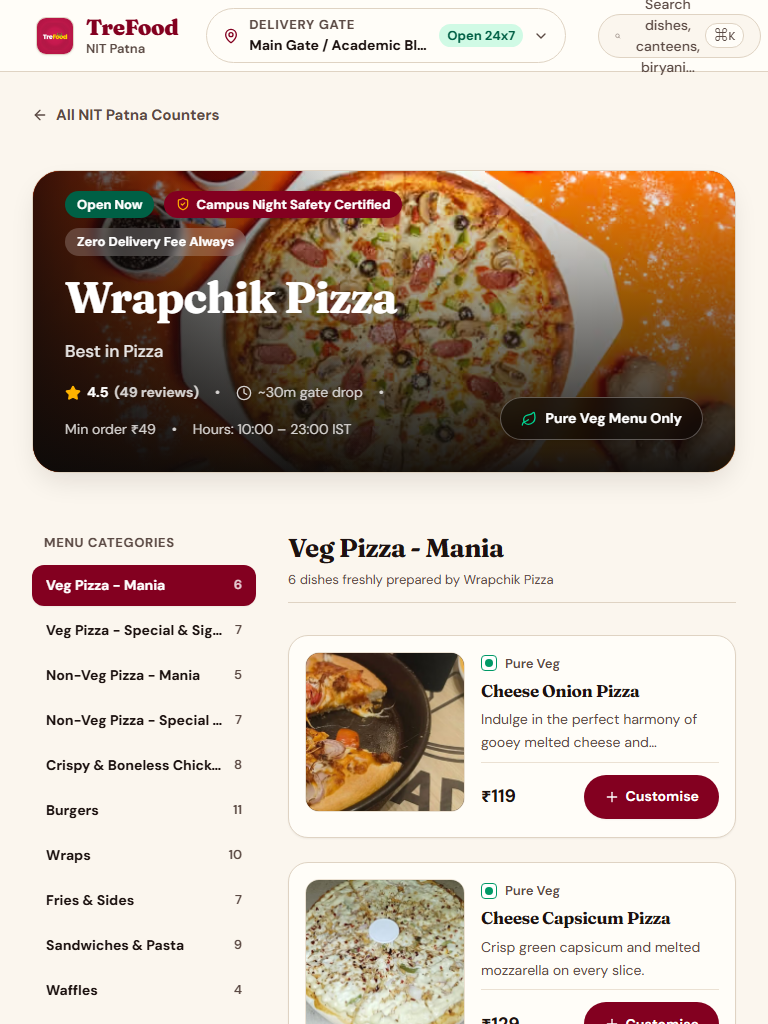 TreFood
TreFood
NIT Patna
DELIVERY GATE
Main Gate / Academic Bl...
Open 24x7
Search
dishes,
canteens,
biryani...
⌘K
All NIT Patna Counters
Open Now
Campus Night Safety Certified
Zero Delivery Fee Always
Wrapchik Pizza
Best in Pizza
4.5 (49 reviews) • ~30m gate drop •
Min order ₹49 • Hours: 10:00 – 23:00 IST
Pure Veg Menu Only
MENU CATEGORIES
Veg Pizza - Mania 6
Veg Pizza - Special & Sig... 7
Non-Veg Pizza - Mania 5
Non-Veg Pizza - Special ... 7
Crispy & Boneless Chick... 8
Burgers 11
Wraps 10
Fries & Sides 7
Sandwiches & Pasta 9
Waffles 4
Veg Pizza - Mania
6 dishes freshly prepared by Wrapchik Pizza
Pure Veg
Cheese Onion Pizza
Indulge in the perfect harmony of
gooey melted cheese and...
₹119
+ Customise
Pure Veg
Cheese Capsicum Pizza
Crisp green capsicum and melted
mozzarella on every slice.
₹129
+ Customise